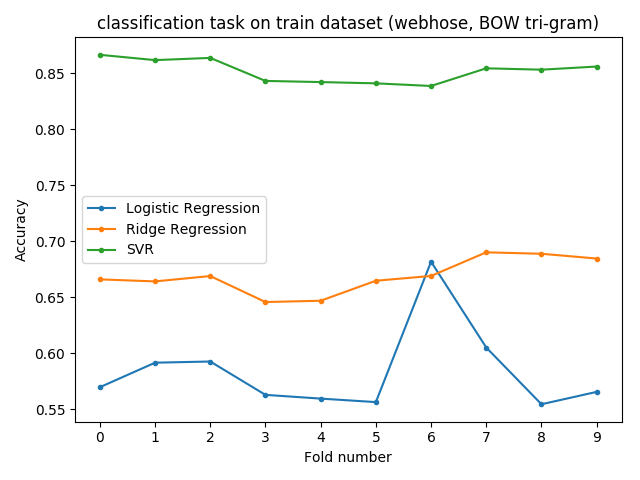 classification task on train dataset (webhose, BOW tri-gram)
0.85
0.80
0.75
0.70
0.65
0.60
0.55
Accuracy
Logistic Regression
Ridge Regression
SVR
0 1 2 3 4 5 6 7 8 9
Fold number